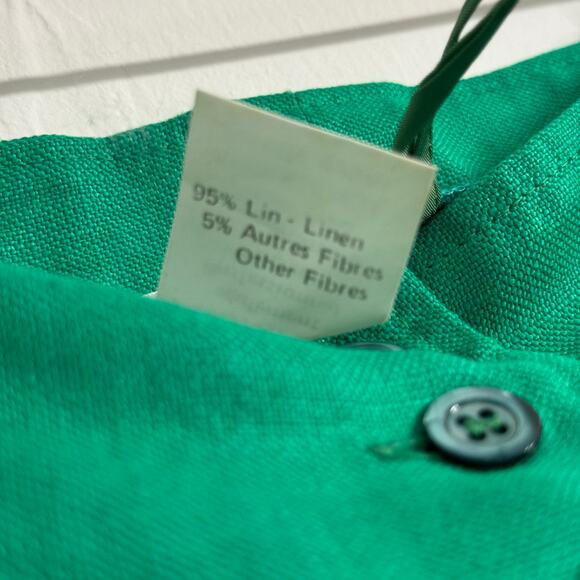 95% Lin - Linen
5% Autres Fibres
Other Fibres